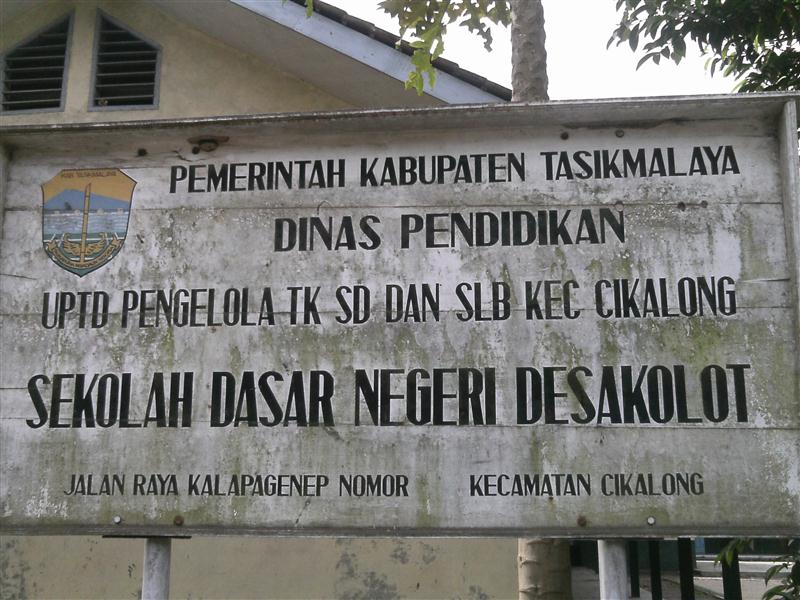 PEMERINTAH KABUPATEN TASIKMALAYA
DINAS PENDIDIKAN
UPTD PENGELOLA TK SD DAN SLB KEC CIKALONG
SEKOLAH DASAR NEGERI DESAKOLOT
JALAN RAYA KALAPAGENEP NOMOR KECAMATAN CIKALONG